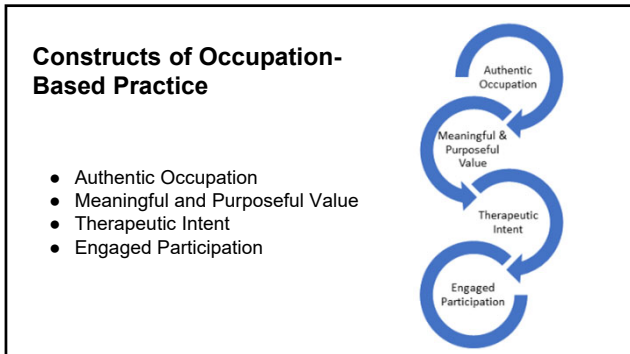 Constructs of Occupation-
Based Practice
● Authentic Occupation
● Meaningful and Purposeful Value
● Therapeutic Intent
● Engaged Participation
Authentic
Occupation
Meaningful &
Purposeful
Value
Therapeutic
Intent
Engaged
Participation